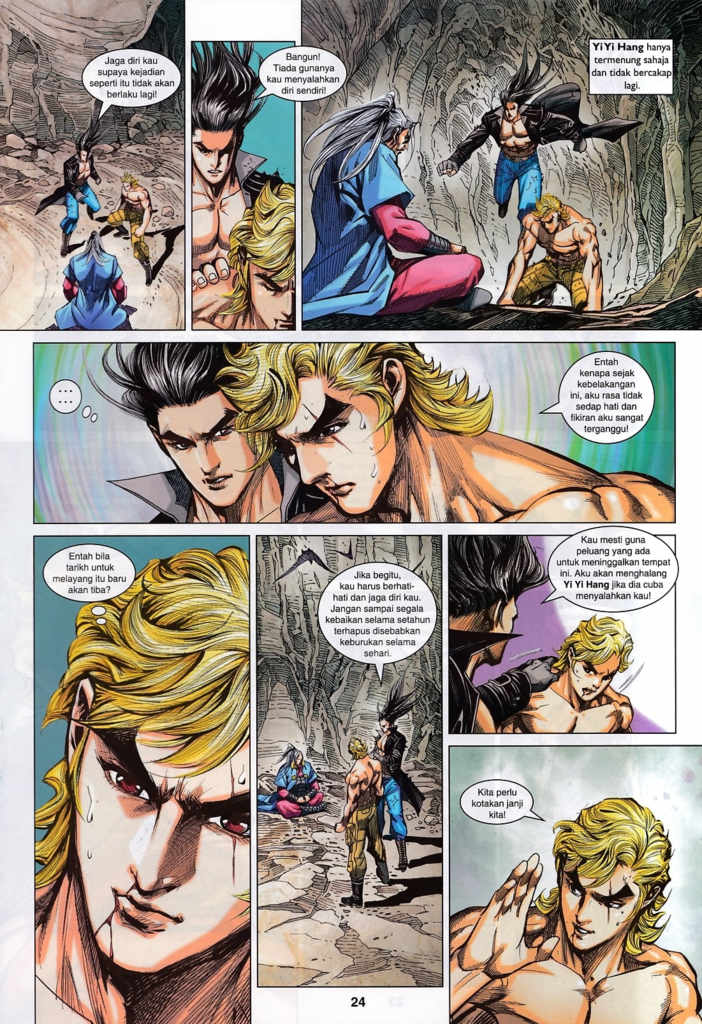 Jaga diri kau
supaya kejadian
seperti itu tidak akan
berlaku lagi!
Bangun!
Tiada gunanya
kau menyalahkan
diri sendiri!
Yi Yi Hang hanya
termenung sahaja
dan tidak bercakap
lagi.
...
...
Entah
kenapa sejak
kebelakangan
ini, aku rasa tidak
sedap hati dan
fikiran aku sangat
terganggu!
Entah bila
tarikh untuk
melayang itu baru
akan tiba?
Jika begitu,
kau harus berhati-
hati dan jaga diri kau.
Jangan sampai segala
kebaikan selama setahun
terhapus disebabkan
keburukan selama
sehari.
Kau mesti guna
peluang yang ada
untuk meninggalkan tempat
ini. Aku akan menghalang
Yi Yi Hang jika dia cuba
menyalahkan kau!
Kita perlu
kotakan janji
kita!
24